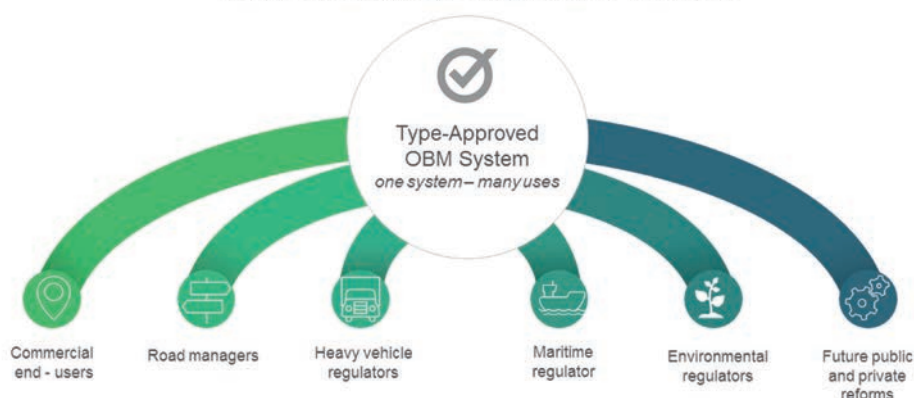 Type-Approved
OBM System
one system – many uses
Commercial
end - users
Road managers
Heavy vehicle
regulators
Maritime
regulator
Environmental
regulators
Future public
and private
reforms